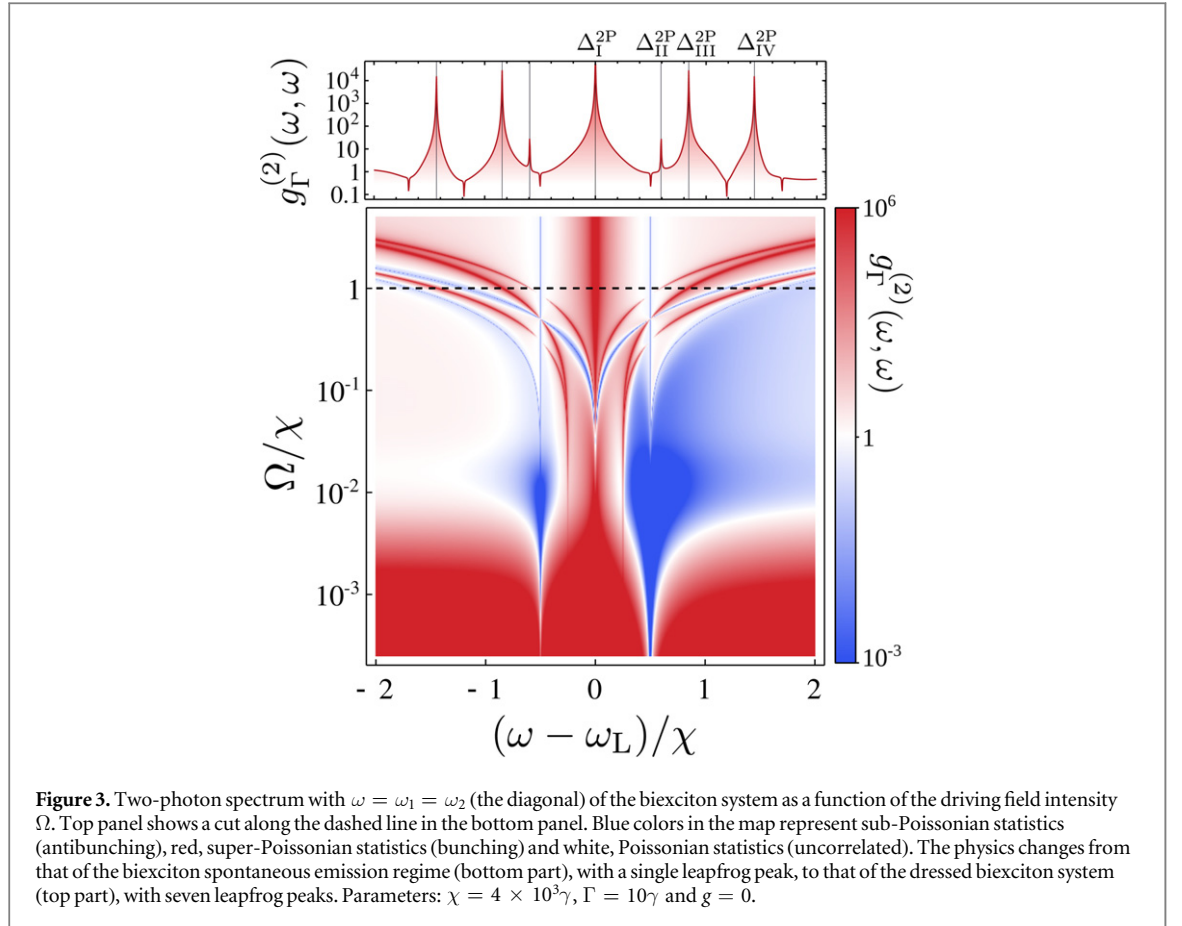 Δ_I^2P Δ_II^2P Δ_III^2P Δ_IV^2P
g_Γ^(2)(ω, ω)
10^4
10^3
10^2
10
1
0.1
Ω/χ
1
10^-1
10^-2
10^-3
10^6
g_Γ^(2)(ω, ω)
1
10^-3
- 2 - 1 0 1 2
(ω − ω_L)/χ
Figure 3. Two-photon spectrum with ω = ω_1 = ω_2 (the diagonal) of the biexciton system as a function of the driving field intensity
Ω. Top panel shows a cut along the dashed line in the bottom panel. Blue colors in the map represent sub-Poissonian statistics
(antibunching), red, super-Poissonian statistics (bunching) and white, Poissonian statistics (uncorrelated). The physics changes from
that of the biexciton spontaneous emission regime (bottom part), with a single leapfrog peak, to that of the dressed biexciton system
(top part), with seven leapfrog peaks. Parameters: χ = 4 × 10^3γ, Γ = 10γ and g = 0.